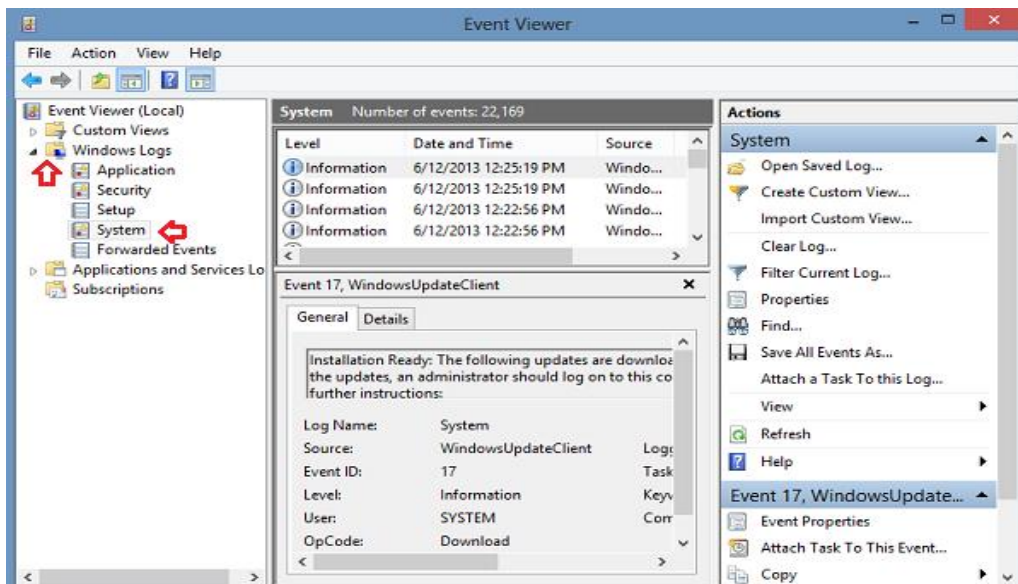 Event Viewer
File Action View Help
Event Viewer (Local)
Custom Views
Windows Logs
Application
Security
Setup
System
Forwarded Events
Applications and Services Lo
Subscriptions
System Number of events: 22,169
Level Date and Time Source
Information 6/12/2013 12:25:19 PM Windo...
Information 6/12/2013 12:25:19 PM Windo...
Information 6/12/2013 12:22:56 PM Windo...
Information 6/12/2013 12:22:56 PM Windo...
Event 17, WindowsUpdateClient
General Details
Installation Ready: The following updates are downloa
the updates, an administrator should log on to this co
further instructions:
Log Name: System
Source: WindowsUpdateClient Logg
Event ID: 17 Task
Level: Information Keyw
User: SYSTEM Com
OpCode: Download
Actions
System
Open Saved Log...
Create Custom View...
Import Custom View...
Clear Log...
Filter Current Log...
Properties
Find...
Save All Events As...
Attach a Task To this Log...
View
Refresh
Help
Event 17, WindowsUpdate...
Event Properties
Attach Task To This Event...
Copy